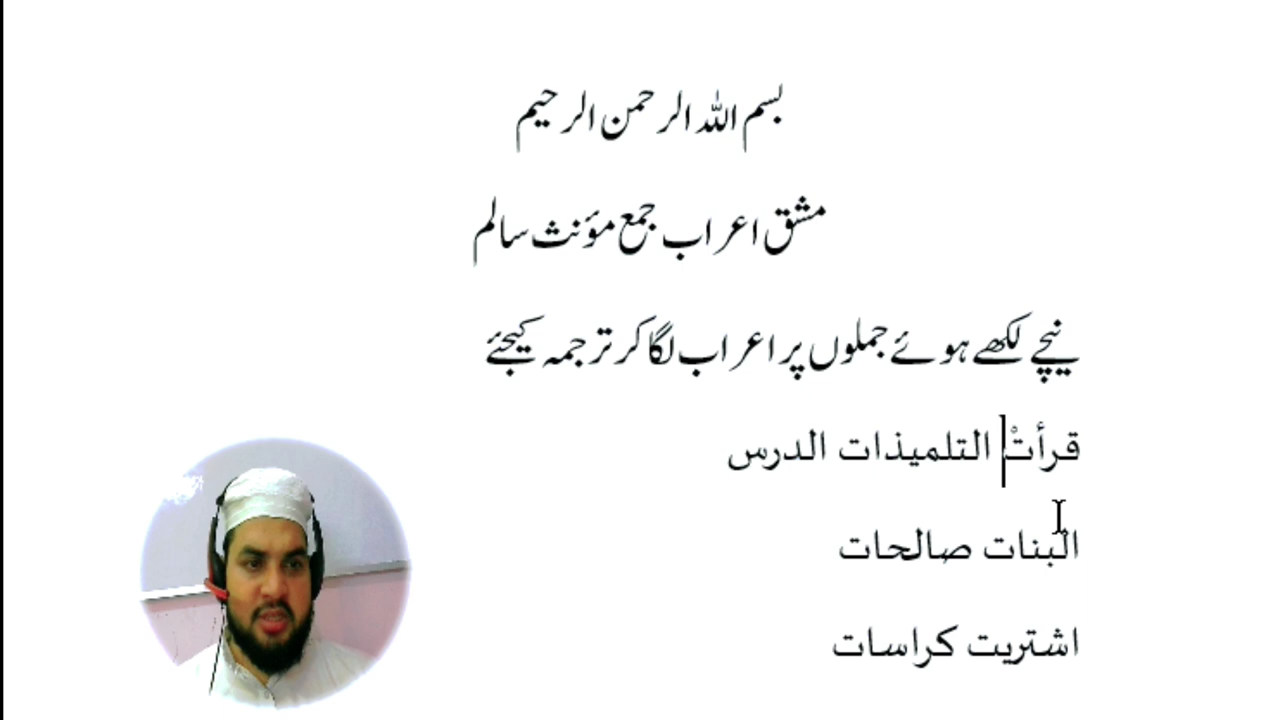 بسم اللہ الرحمن الرحیم
مشق اعراب جمع مؤنث سالم
نیچے لکھے ہوئے جملوں پر اعراب لگا کر ترجمہ کیجئے
قرأتْ التلميذات الدرس
البنات صالحات
اشتريت كراسات